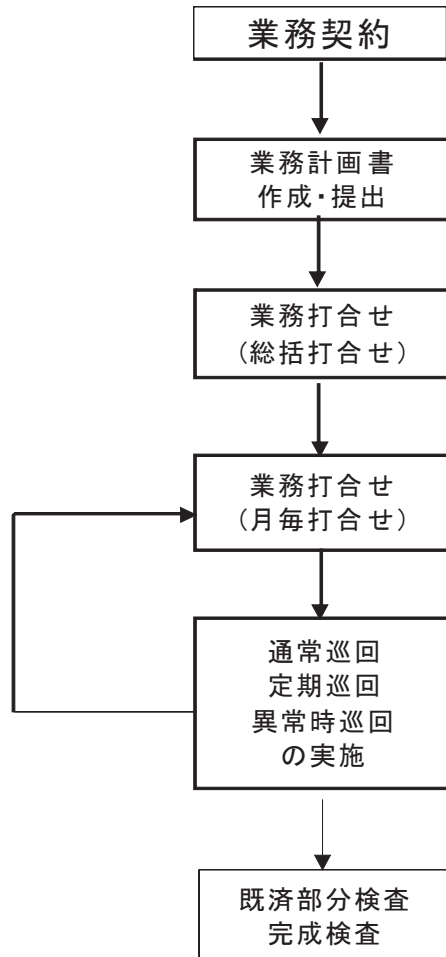 業務契約
業務計画書
作成・提出
業務打合せ
(総括打合せ)
業務打合せ
(月毎打合せ)
通常巡回
定期巡回
異常時巡回
の実施
既済部分検査
完成検査